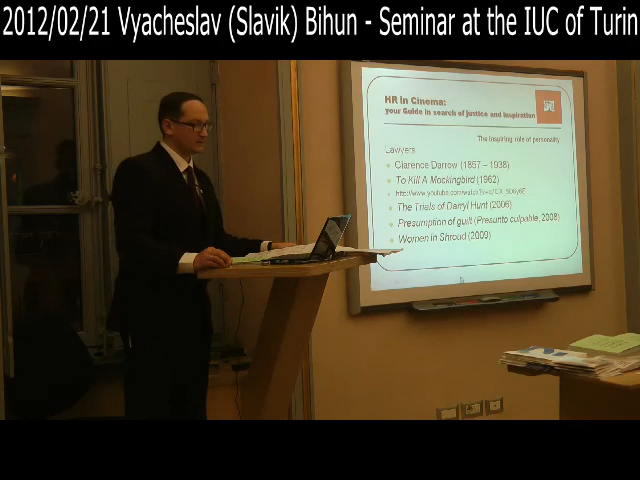 2012/02/21 Vyacheslav (Slavik) Bihun - Seminar at the IUC of Turin
HR in Cinema:
your Guide in search of justice and inspiration
The inspiring role of personality
Lawyers
Clarence Darrow (1857 – 1938)
To Kill A Mockingbird (1962)
The Trials of Darryl Hunt (2006)
Presumption of guilt (Presunto culpable, 2008)
Women in Shroud (2009)